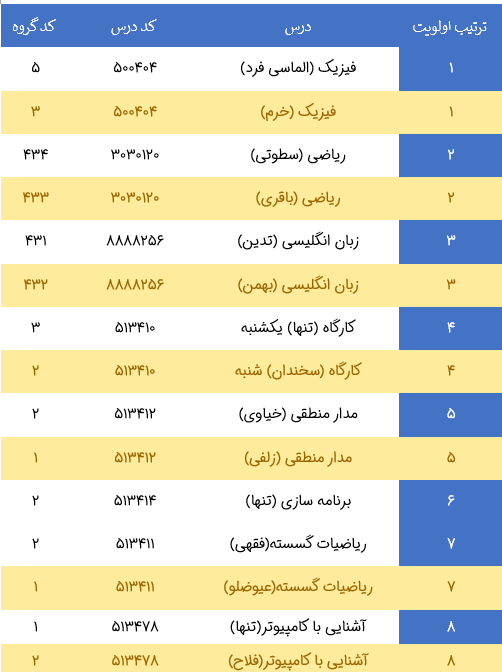 ترتیب اولویت درس کد درس کد گروه
۱ فیزیک (الماسی فرد) ۵۰۰۴۰۴ ۵
۱ فیزیک (خرم) ۵۰۰۴۰۴ ۳
۲ ریاضی (سطوتی) ۳۰۳۰۱۲۰ ۴۳۴
۲ ریاضی (باقری) ۳۰۳۰۱۲۰ ۴۳۳
۳ زبان انگلیسی (تدین) ۸۸۸۸۲۵۶ ۴۳۱
۳ زبان انگلیسی (بهمن) ۸۸۸۸۲۵۶ ۴۳۲
۴ کارگاه (تنها) یکشنبه ۵۱۳۴۱۰ ۳
۴ کارگاه (سخندان) شنبه ۵۱۳۴۱۰ ۲
۵ مدار منطقی (خیاوی) ۵۱۳۴۱۲ ۲
۵ مدار منطقی (زلفی) ۵۱۳۴۱۲ ۱
۶ برنامه سازی (تنها) ۵۱۳۴۱۴ ۲
۷ ریاضیات گسسته(فقهی) ۵۱۳۴۱۱ ۲
۷ ریاضیات گسسته(عیوضلو) ۵۱۳۴۱۱ ۱
۸ آشنایی با کامپیوتر(تنها) ۵۱۳۴۷۸ ۱
۸ آشنایی با کامپیوتر(فلاح) ۵۱۳۴۷۸ ۲